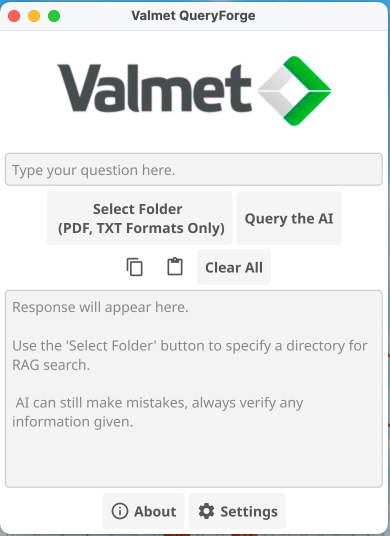 Valmet QueryForge
Valmet
Type your question here.
Select Folder
(PDF, TXT Formats Only)
Query the AI
Clear All
Response will appear here.
Use the 'Select Folder' button to specify a directory for
RAG search.
AI can still make mistakes, always verify any
information given.
About
Settings